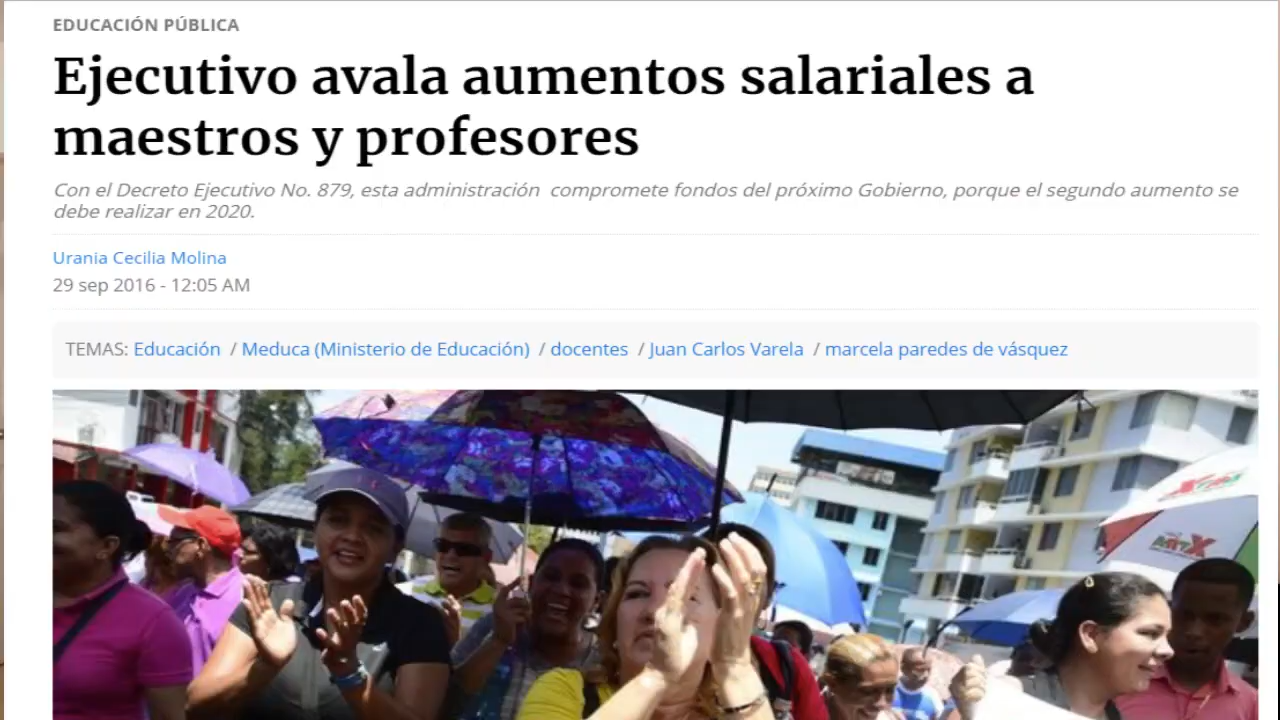 EDUCACIÓN PÚBLICA
Ejecutivo avala aumentos salariales a
maestros y profesores
Con el Decreto Ejecutivo No. 879, esta administración compromete fondos del próximo Gobierno, porque el segundo aumento se
debe realizar en 2020.
Urania Cecilia Molina
29 sep 2016 - 12:05 AM
TEMAS: Educación / Meduca (Ministerio de Educación) / docentes / Juan Carlos Varela / marcela paredes de vásquez